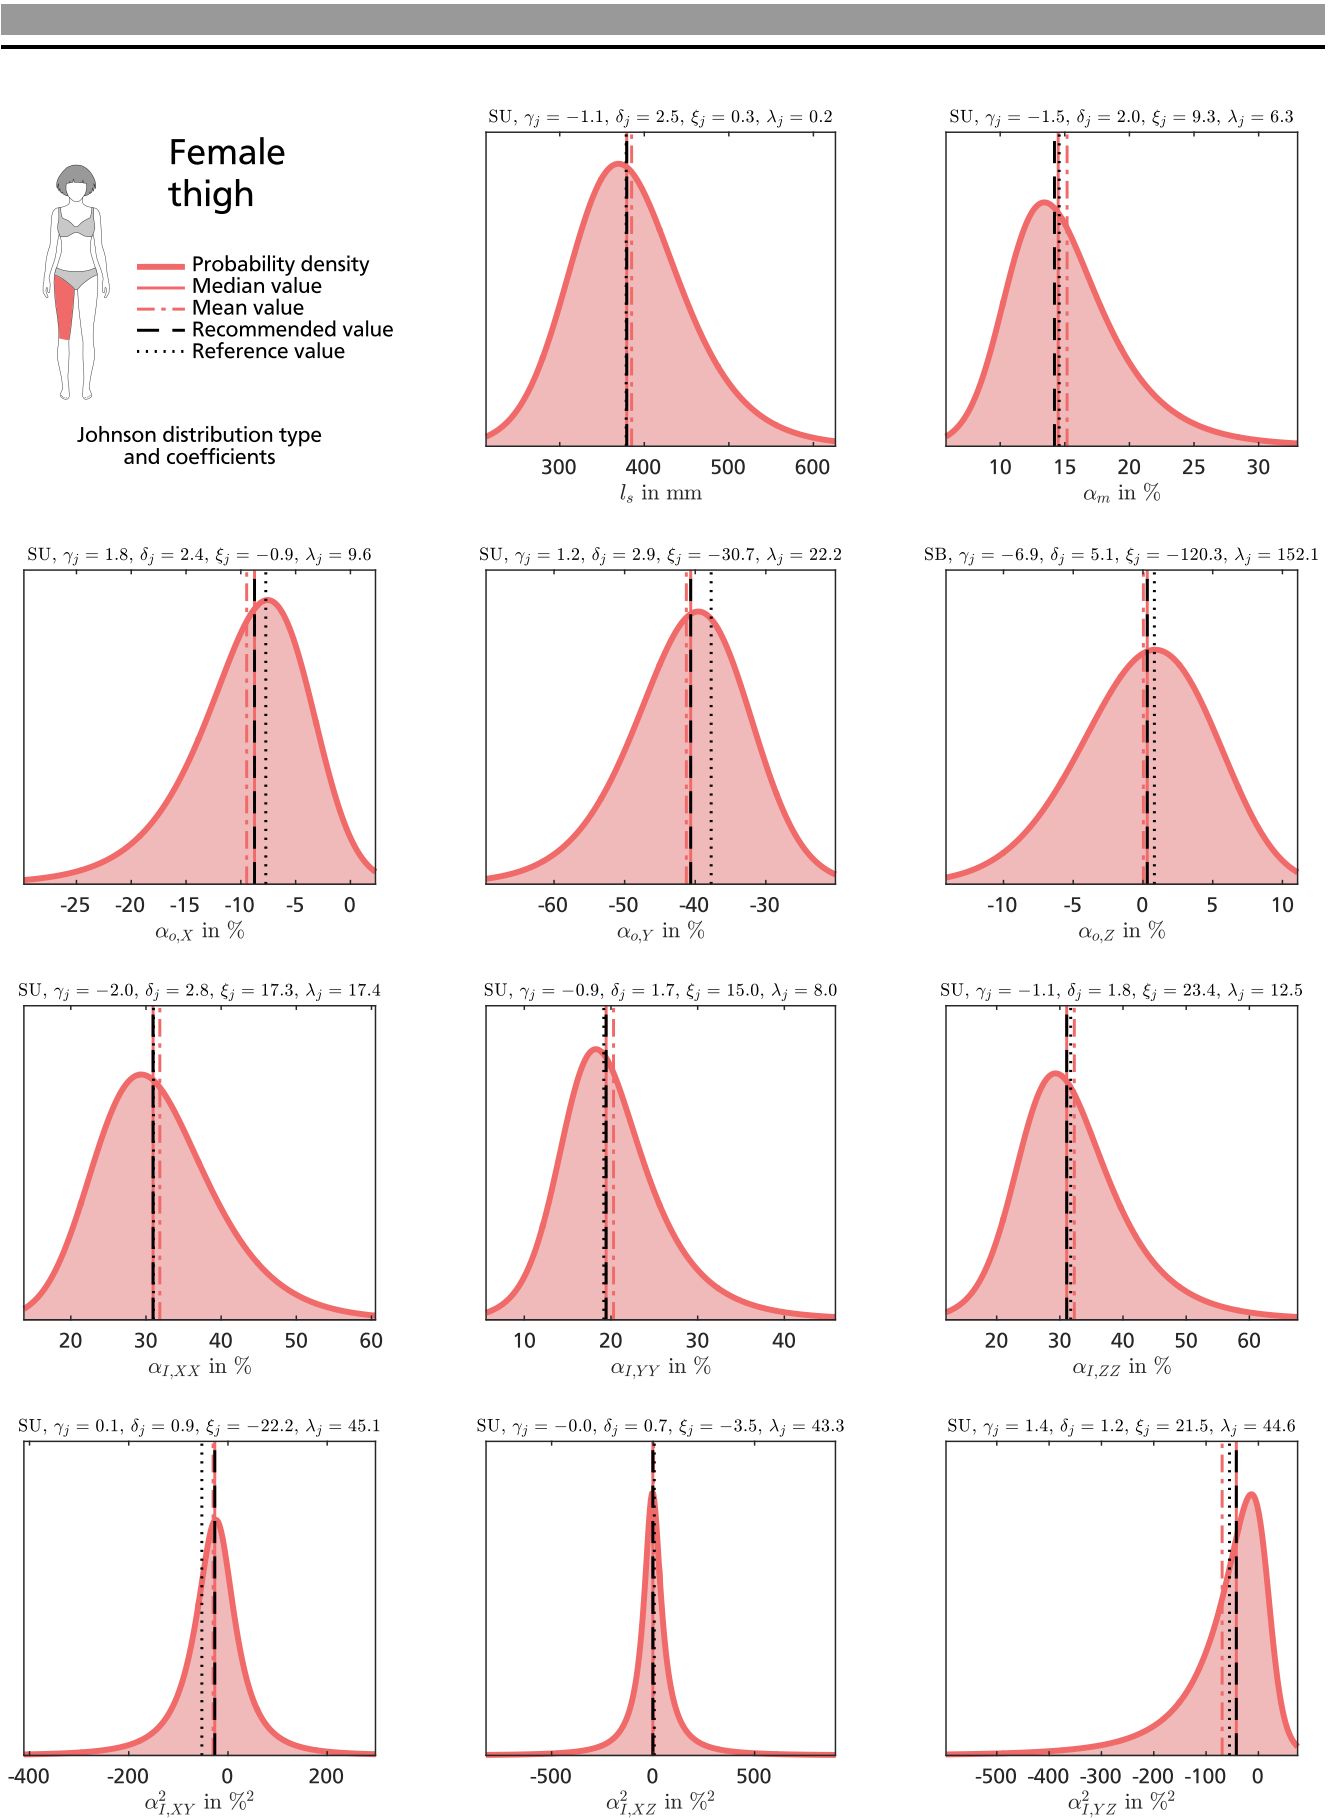 Female
thigh
Probability density
Median value
Mean value
Recommended value
Reference value
Johnson distribution type
and coefficients
SU, γj = −1.1, δj = 2.5, ξj = 0.3, λj = 0.2
300 400 500 600
ls in mm
SU, γj = −1.5, δj = 2.0, ξj = 9.3, λj = 6.3
10 15 20 25 30
αm in %
SU, γj = 1.8, δj = 2.4, ξj = −0.9, λj = 9.6
-25 -20 -15 -10 -5 0
αo,X in %
SU, γj = 1.2, δj = 2.9, ξj = −30.7, λj = 22.2
-60 -50 -40 -30
αo,Y in %
SB, γj = −6.9, δj = 5.1, ξj = −120.3, λj = 152.1
-10 -5 0 5 10
αo,Z in %
SU, γj = −2.0, δj = 2.8, ξj = 17.3, λj = 17.4
20 30 40 50 60
αI,XX in %
SU, γj = −0.9, δj = 1.7, ξj = 15.0, λj = 8.0
10 20 30 40
αI,YY in %
SU, γj = −1.1, δj = 1.8, ξj = 23.4, λj = 12.5
20 30 40 50 60
αI,ZZ in %
SU, γj = 0.1, δj = 0.9, ξj = −22.2, λj = 45.1
-400 -200 0 200
α²I,XY in %²
SU, γj = −0.0, δj = 0.7, ξj = −3.5, λj = 43.3
-500 0 500
α²I,XZ in %²
SU, γj = 1.4, δj = 1.2, ξj = 21.5, λj = 44.6
-500 -400 -300 -200 -100 0
α²I,YZ in %²